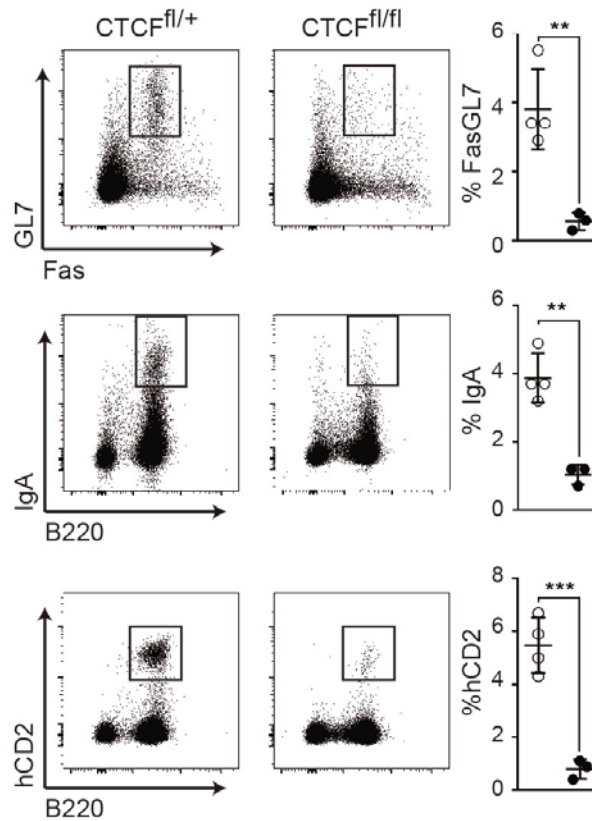 CTCF^fl/+ CTCF^fl/fl
GL7
Fas
% FasGL7
6
4
2
0
**
IgA
B220
% IgA
6
4
2
0
**
hCD2
B220
%hCD2
8
6
4
2
0
***